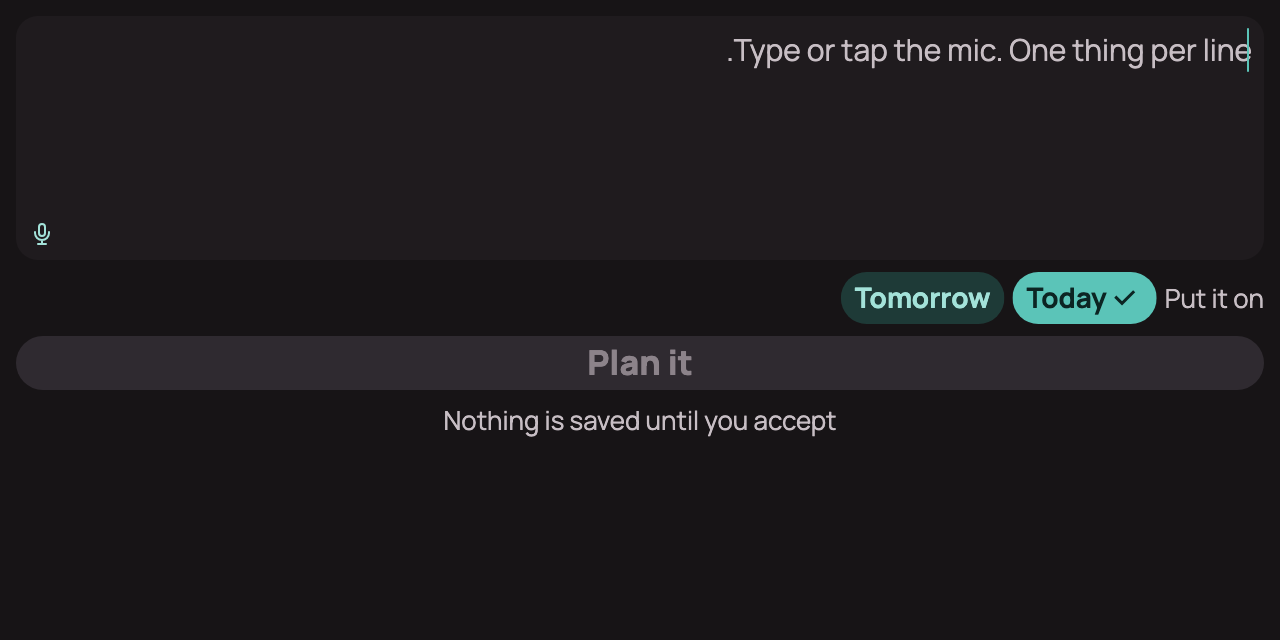 Type or tap the mic. One thing per line.
Put it on Today Tomorrow
Plan it
Nothing is saved until you accept